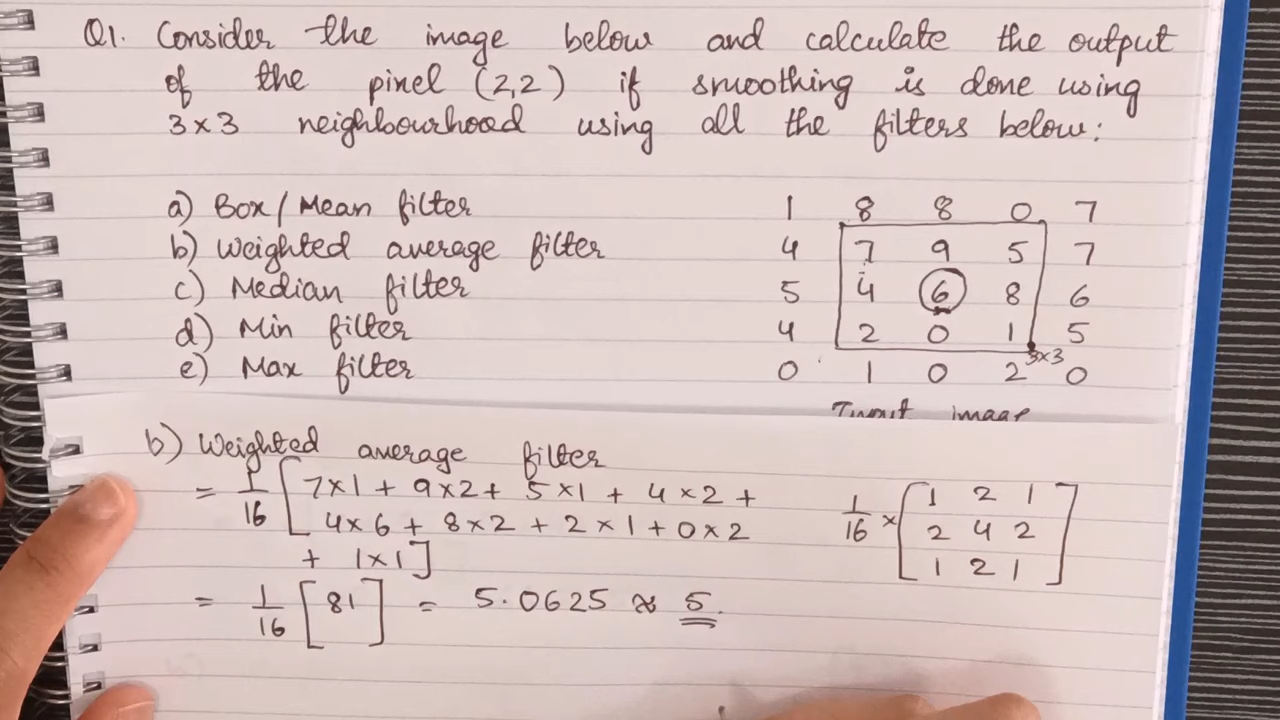 Q1. Consider the image below and calculate the output
of the pixel (2,2) if smoothing is done using
3×3 neighbourhood using all the filters below:
a) Box/Mean filter
b) Weighted average filter
c) Median filter
d) Min filter
e) Max filter
1 8 8 0 7
4 7 9 5 7
5 4 6 8 6
4 2 0 1 5
3×3
0 1 0 2 0
Input image
b) Weighted average filter
= 1/16 [ 7×1 + 9×2 + 5×1 + 4×2 +
4×6 + 8×2 + 2×1 + 0×2
+ 1×1 ]
= 1/16 [ 81 ] = 5.0625 ≈ 5.
1/16 × [ 1 2 1
2 4 2
1 2 1 ]